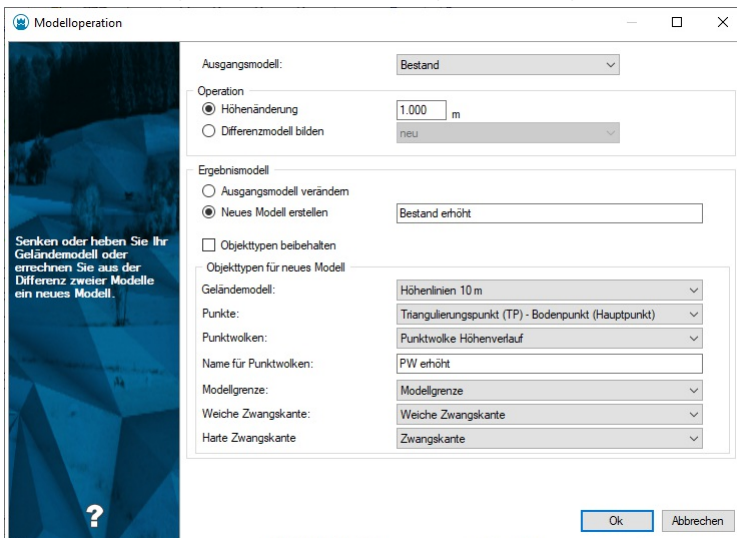 Modelloperation
Ausgangsmodell: Bestand
Operation
Höhenänderung 1.000 m
Differenzmodell bilden neu
Ergebnismodell
Ausgangsmodell verändern
Neues Modell erstellen Bestand erhöht
Objekttypen beibehalten
Senken oder heben Sie Ihr
Geländemodell oder
errechnen Sie aus der
Differenz zweier Modelle
ein neues Modell.
Objekttypen für neues Modell
Geländemodell: Höhenlinien 10 m
Punkte: Triangulierungspunkt (TP) - Bodenpunkt (Hauptpunkt)
Punktwolken: Punktwolke Höhenverlauf
Name für Punktwolken: PW erhöht
Modellgrenze: Modellgrenze
Weiche Zwangskante: Weiche Zwangskante
Harte Zwangskante Zwangskante
?
Ok Abbrechen